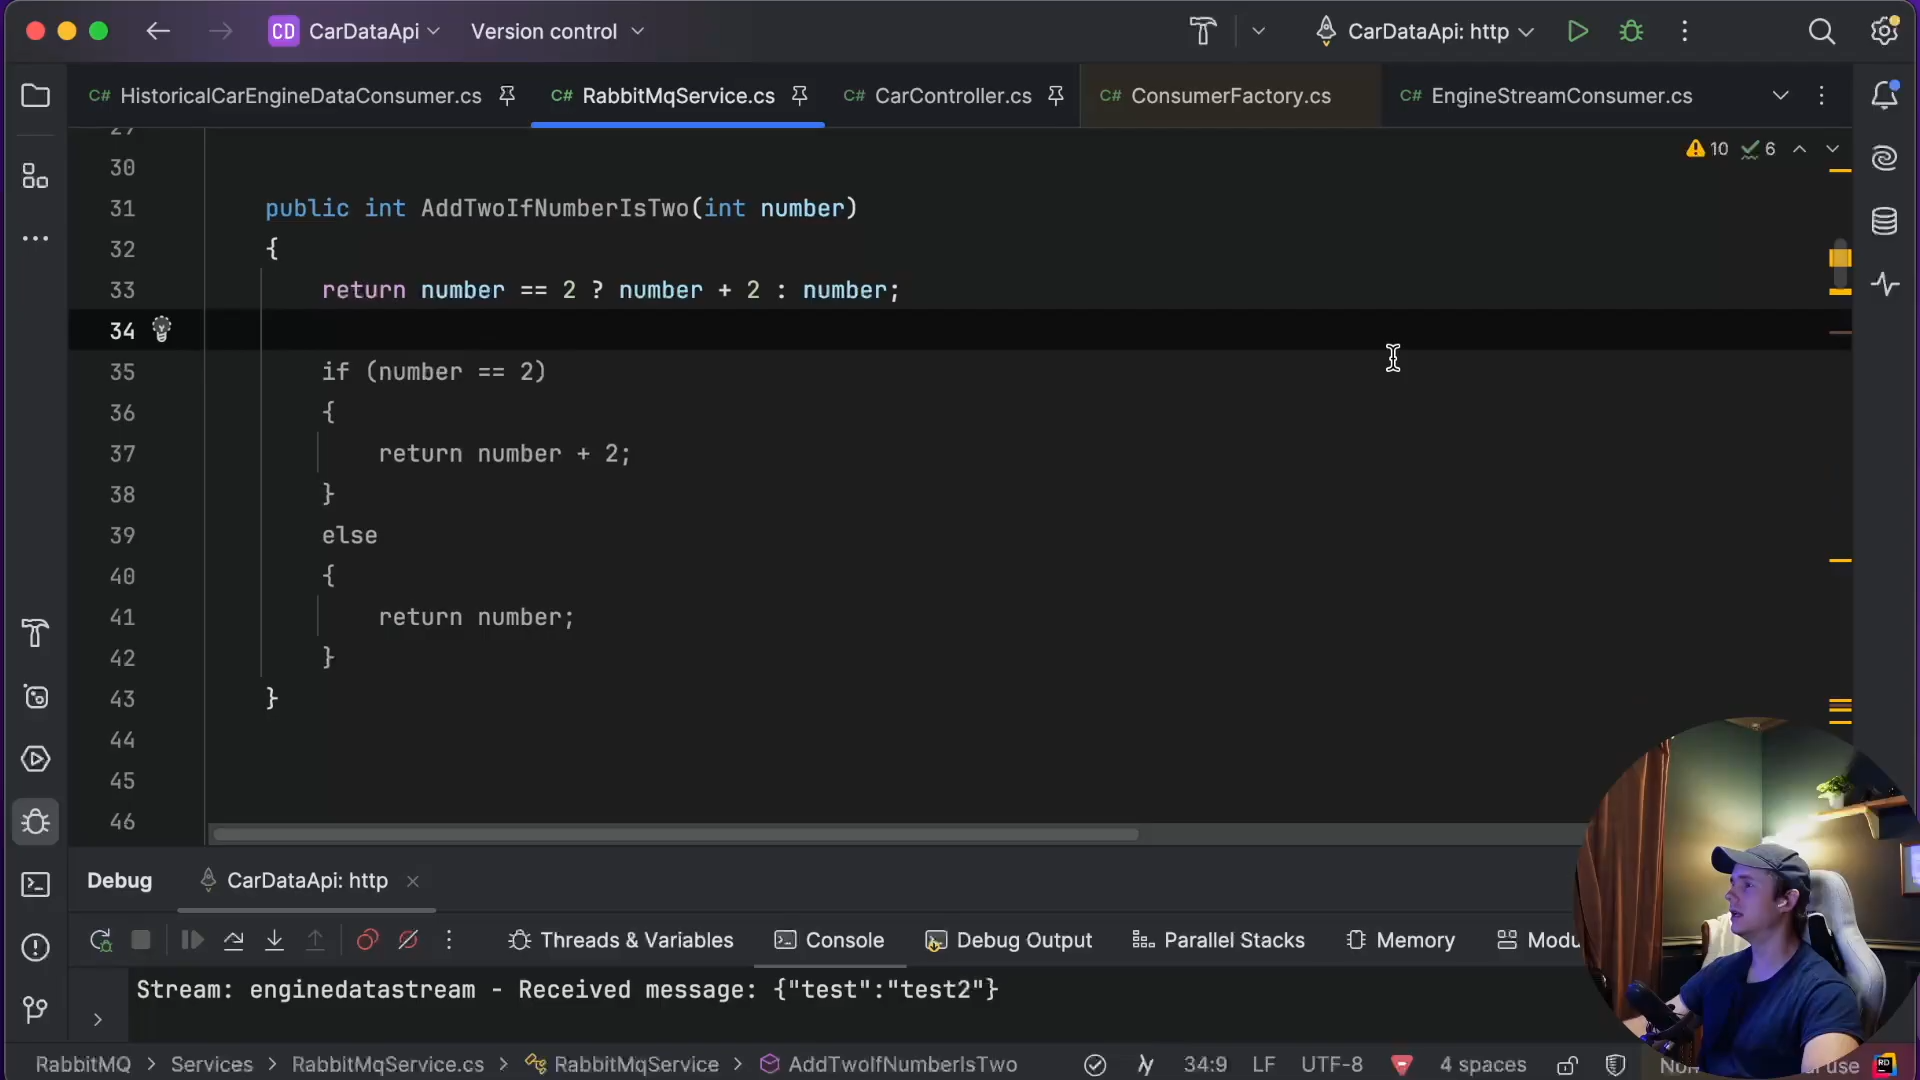 CD CarDataApi Version control CarDataApi: http
C# HistoricalCarEngineDataConsumer.cs C# RabbitMqService.cs C# CarController.cs C# ConsumerFactory.cs C# EngineStreamConsumer.cs
10 6
30
31 public int AddTwoIfNumberIsTwo(int number)
32 {
33 return number == 2 ? number + 2 : number;
34
35 if (number == 2)
36 {
37 return number + 2;
38 }
39 else
40 {
41 return number;
42 }
43 }
44
45
46
Debug CarDataApi: http
Threads & Variables Console Debug Output Parallel Stacks Memory
Stream: enginedatastream - Received message: {"test":"test2"}
RabbitMQ > Services > RabbitMqService.cs > RabbitMqService > AddTwoIfNumberIsTwo 34:9 LF UTF-8 4 spaces
RD